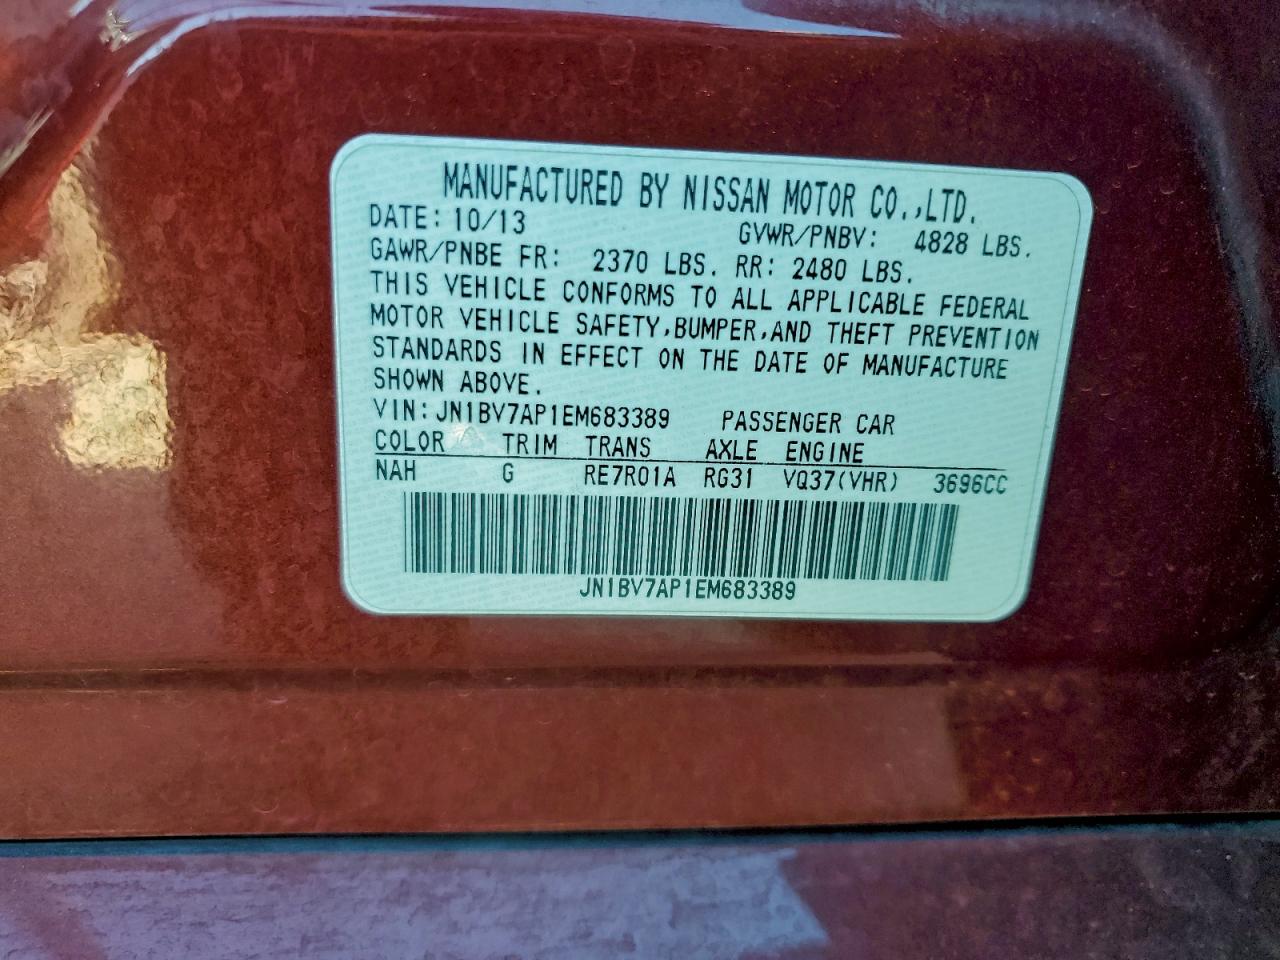 MANUFACTURED BY NISSAN MOTOR CO.,LTD.
DATE: 10/13 GVWR/PNBV: 4828 LBS.
GAWR/PNBE FR: 2370 LBS. RR: 2480 LBS.
THIS VEHICLE CONFORMS TO ALL APPLICABLE FEDERAL
MOTOR VEHICLE SAFETY,BUMPER,AND THEFT PREVENTION
STANDARDS IN EFFECT ON THE DATE OF MANUFACTURE
SHOWN ABOVE.
VIN:JN1BV7AP1EM683389 PASSENGER CAR
COLOR TRIM TRANS AXLE ENGINE
NAH G RE7R01A RG31 VQ37(VHR) 3696CC
JN1BV7AP1EM683389